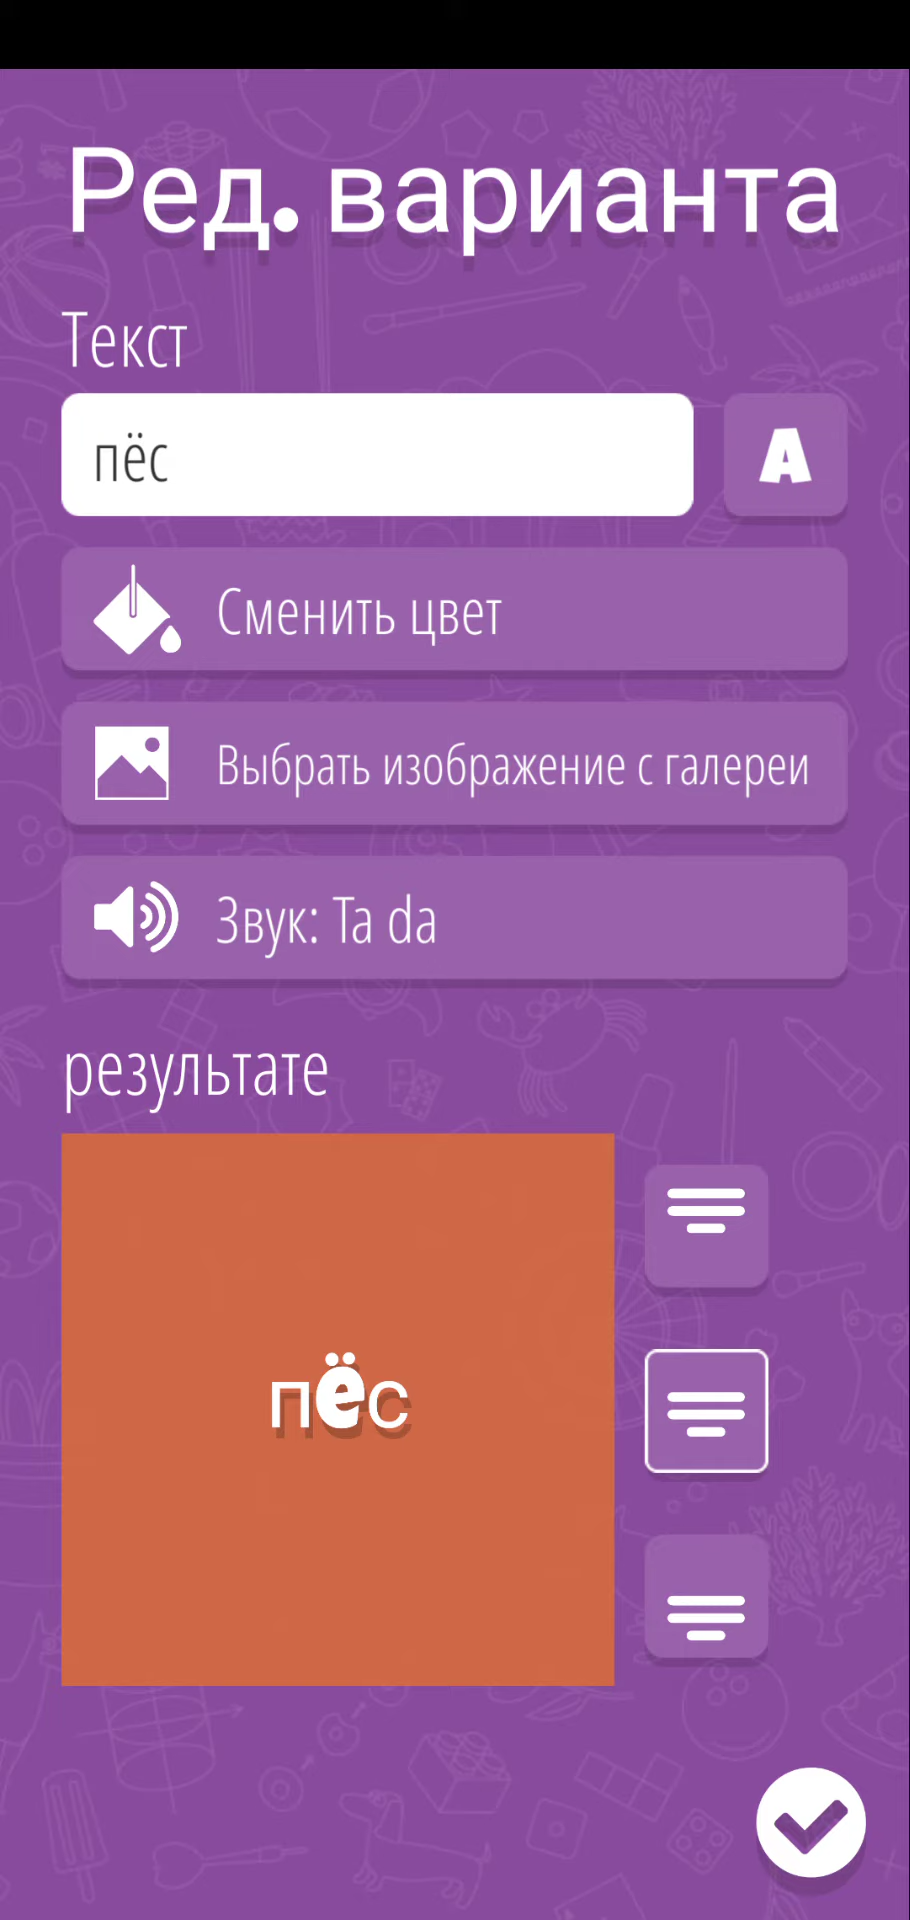 Ред. варианта
Текст
пёс
A
Сменить цвет
Выбрать изображение с галереи
Звук: Ta da
результате
пёс